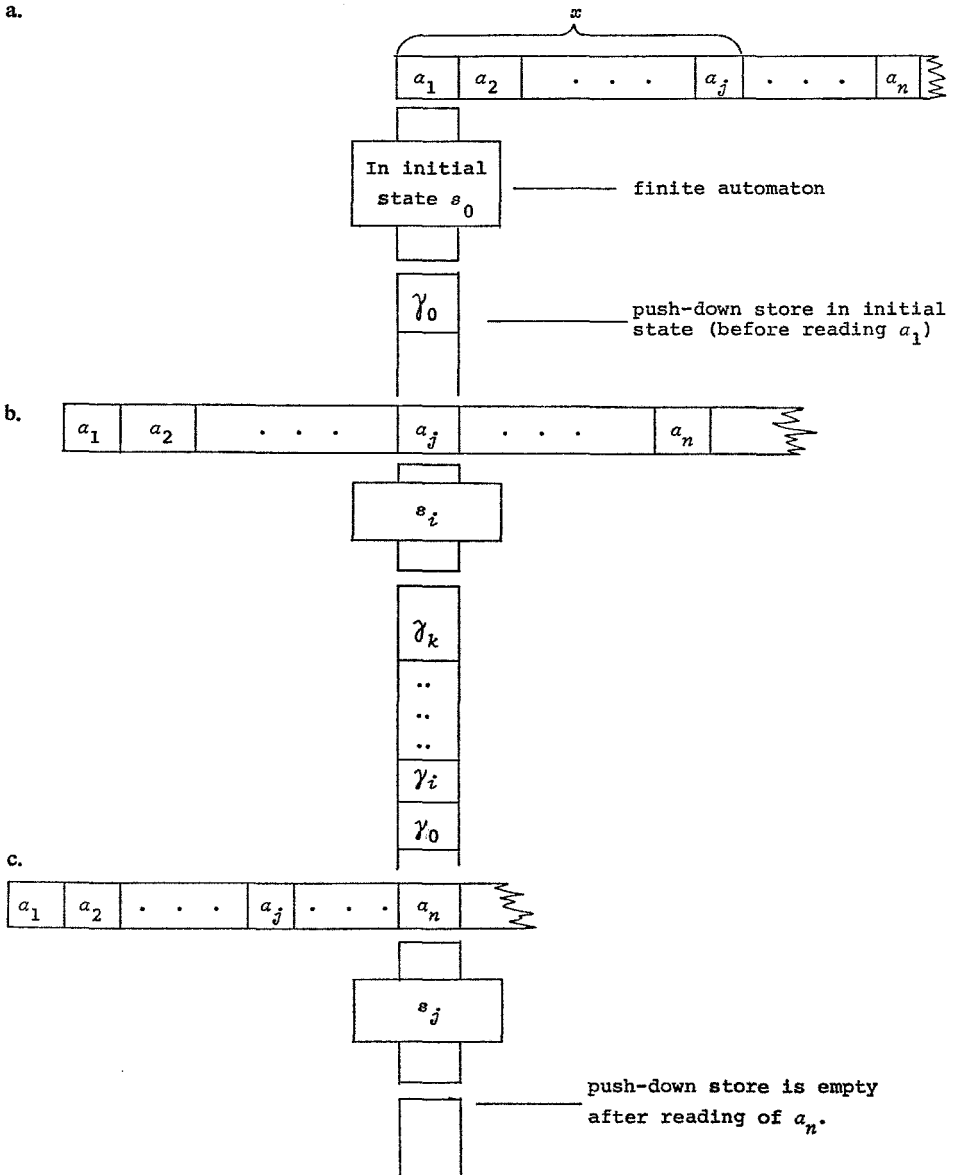 a.
x
a1 a2 . . . aj . . . an
In initial
state s0
finite automaton
γ0
push-down store in initial
state (before reading a1)
b.
a1 a2 . . . aj . . . an
si
γk
..
..
..
γi
γ0
c.
a1 a2 . . . aj . . . an
sj
push-down store is empty
after reading of an.